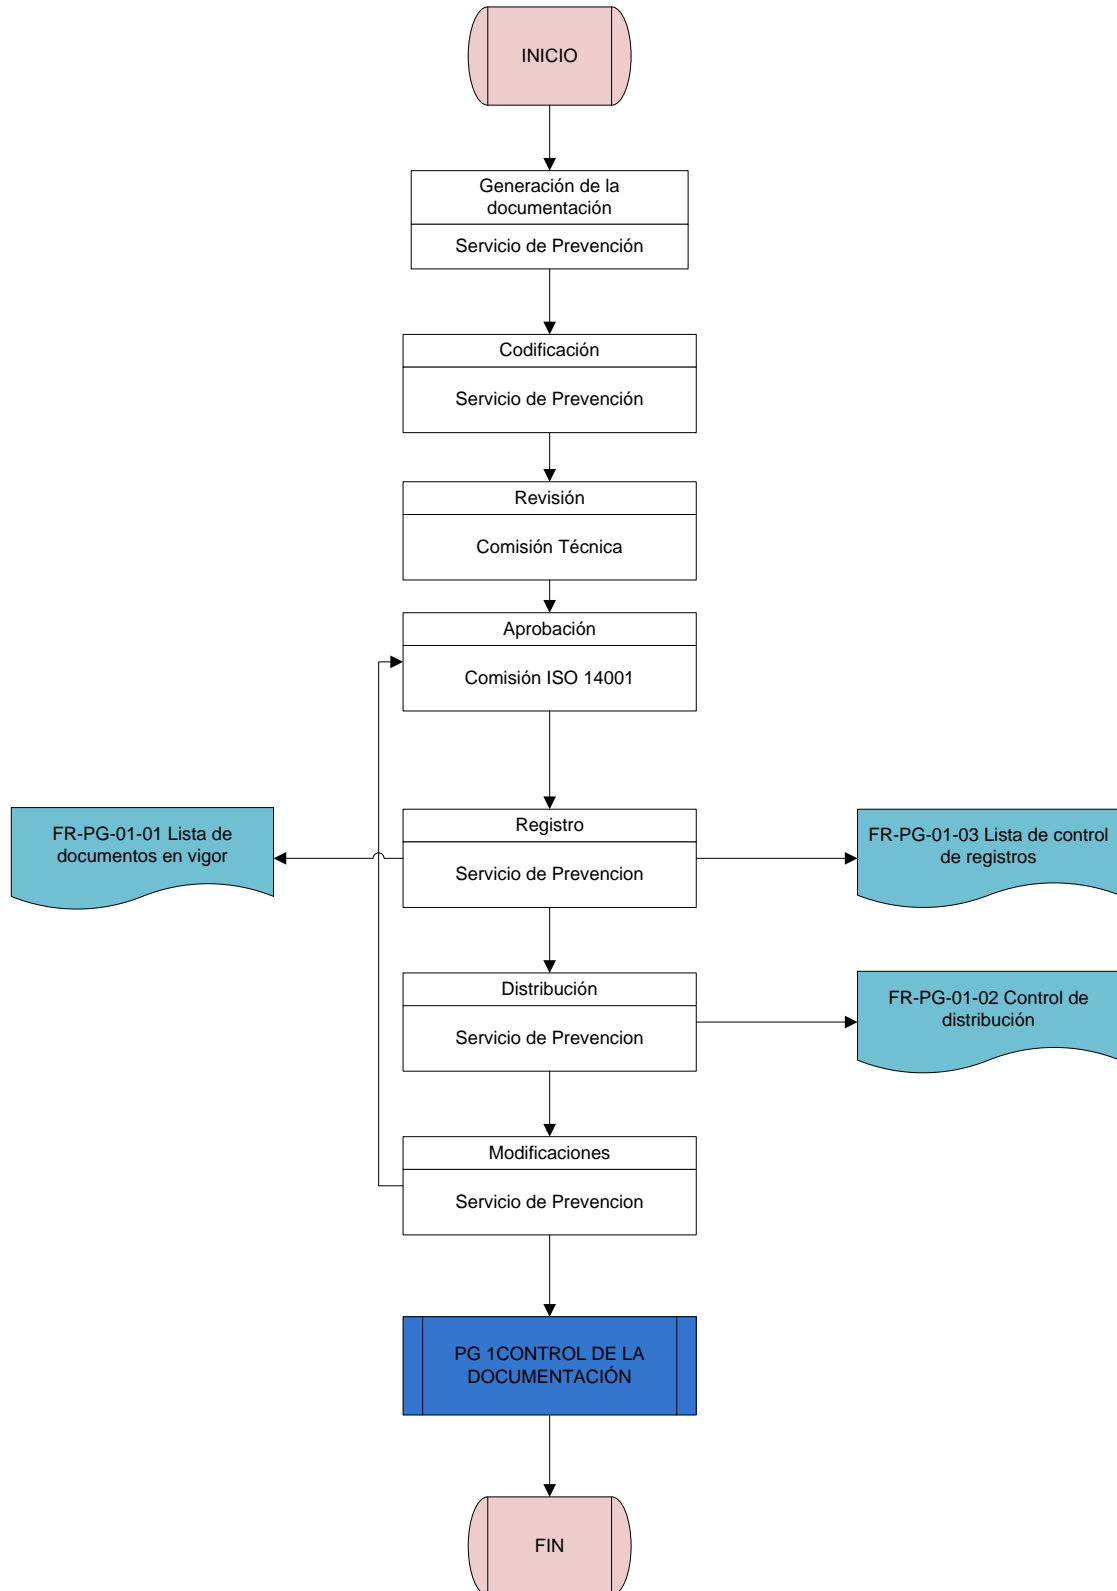 INICIO
Generación de la
documentación
Servicio de Prevención
Codificación
Servicio de Prevención
Revisión
Comisión Técnica
Aprobación
Comisión ISO 14001
FR-PG-01-01 Lista de
documentos en vigor
Registro
Servicio de Prevencion
FR-PG-01-03 Lista de control
de registros
Distribución
Servicio de Prevencion
FR-PG-01-02 Control de
distribución
Modificaciones
Servicio de Prevencion
PG 1CONTROL DE LA
DOCUMENTACIÓN
FIN